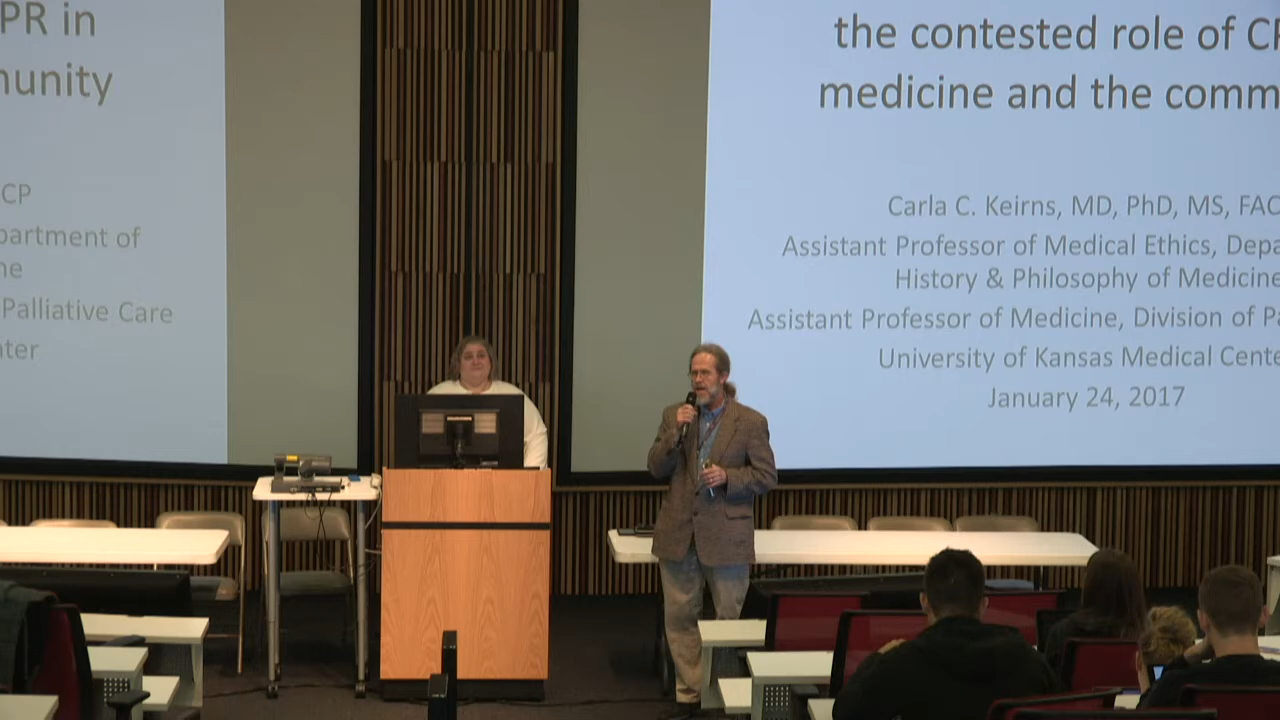 PR in
nunity
CP
partment of
ne
Palliative Care
nter
the contested role of CP
medicine and the comm
Carla C. Keirns, MD, PhD, MS, FAC
Assistant Professor of Medical Ethics, Depa
History & Philosophy of Medicine
Assistant Professor of Medicine, Division of Pa
University of Kansas Medical Cente
January 24, 2017